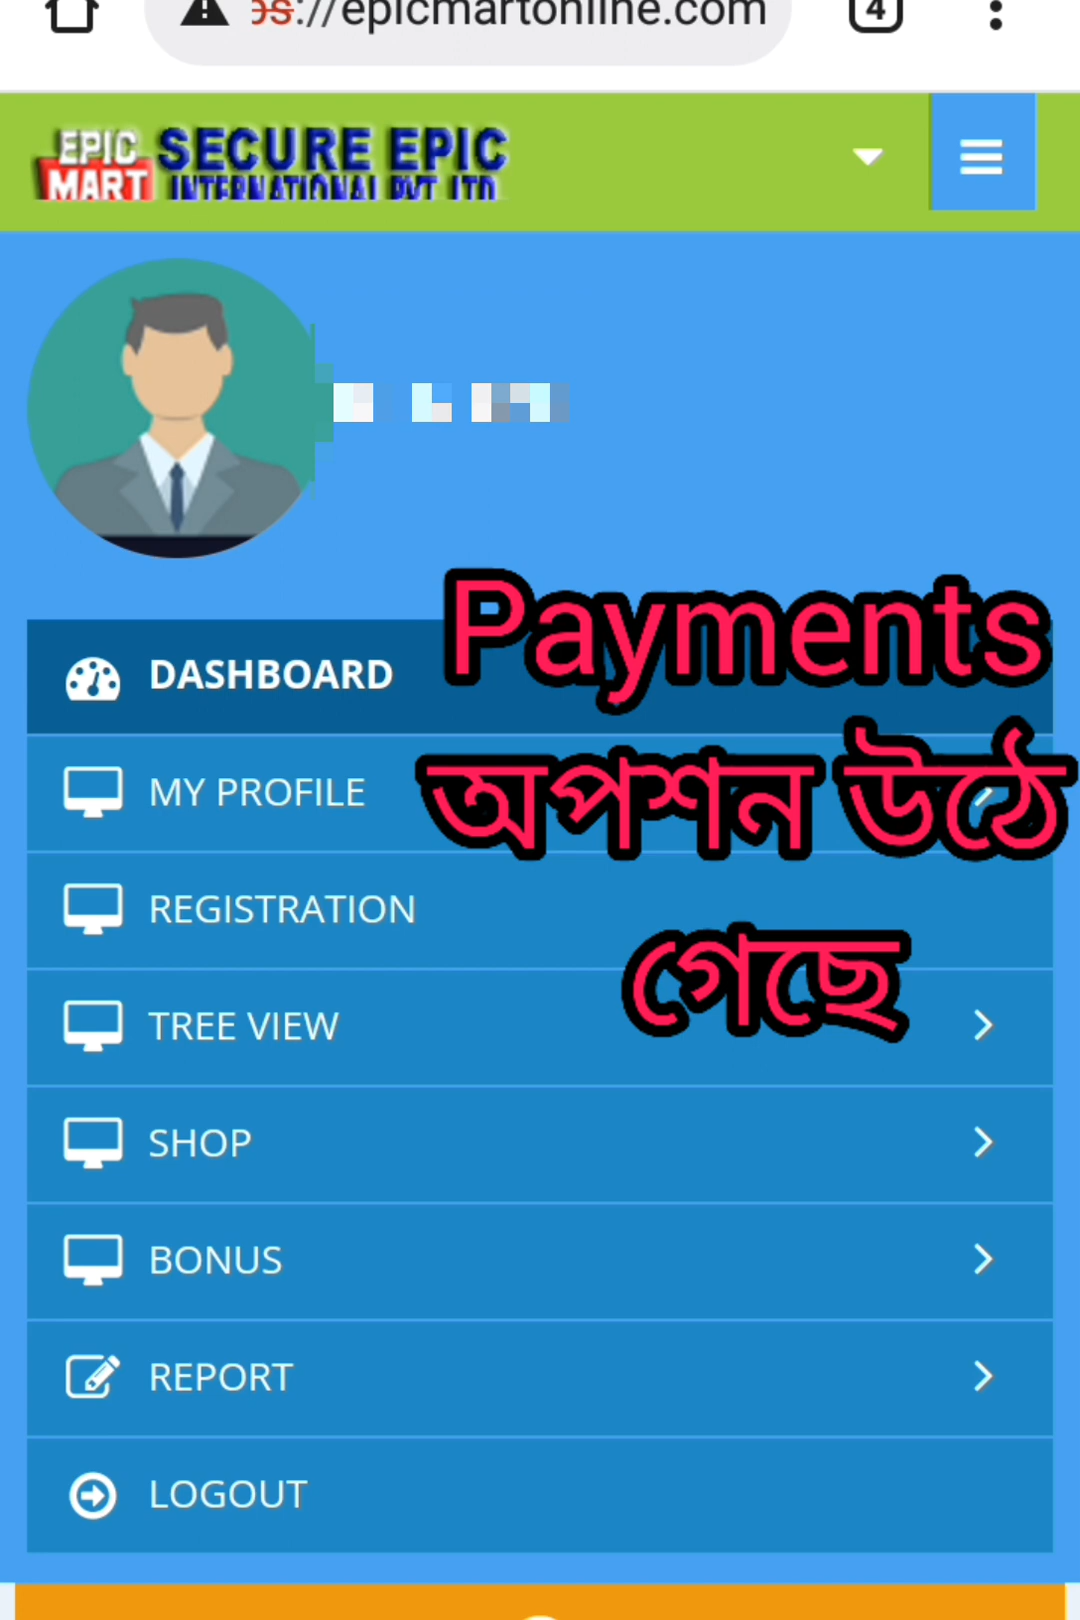 os://epicmartonline.com
4
EPIC MART
SECURE EPIC
INTERNATIONAL PVT LTD
Payments
অপশন উঠে
গেছে
DASHBOARD
MY PROFILE
REGISTRATION
TREE VIEW
SHOP
BONUS
REPORT
LOGOUT